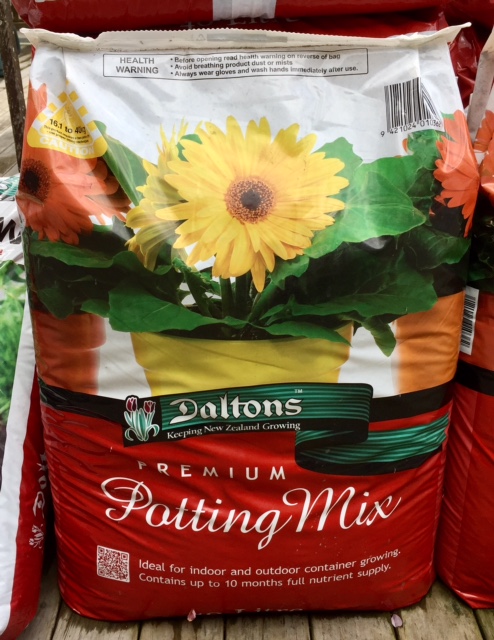 HEALTH WARNING
• Before opening read health warning on reverse of bag
• Avoid breathing product dust or mists
• Always wear gloves and wash hands immediately after use.
Daltons™
Keeping New Zealand Growing
PREMIUM
Potting Mix
Ideal for indoor and outdoor container growing.
Contains up to 10 months full nutrient supply.